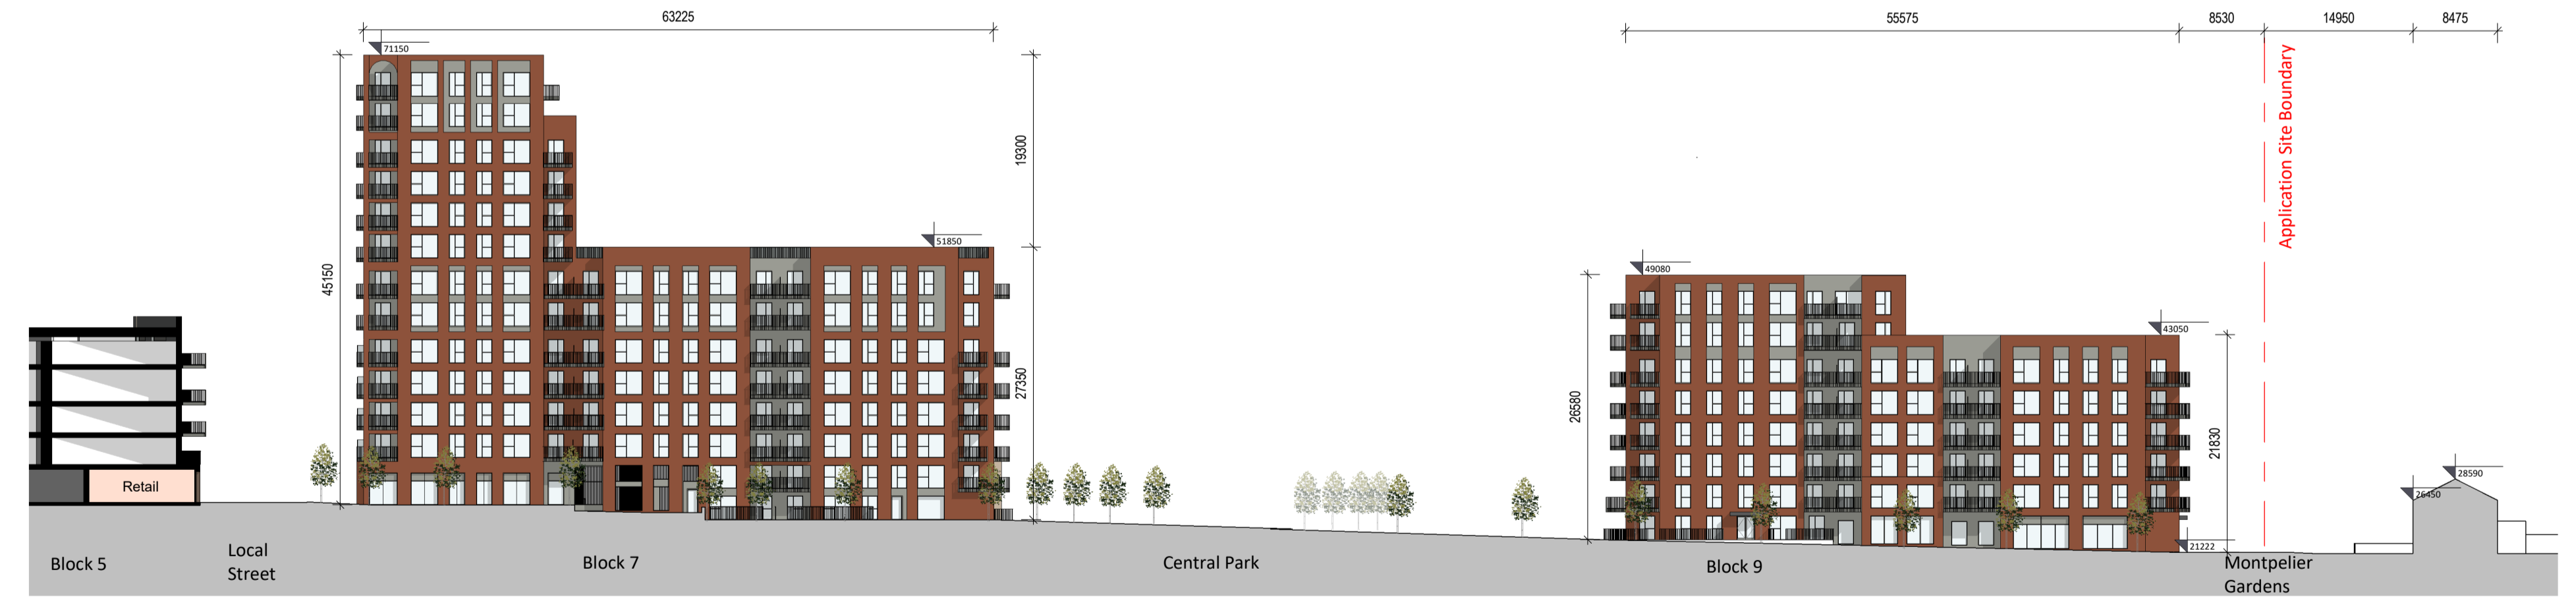 63225
55575
8530
14950
8475
71150
Application Site Boundary
19300
51850
45150
49080
43050
27350
26580
21830
28590
26450
Retail
21222
Block 5
Local
Street
Block 7
Central Park
Block 9
Montpelier
Gardens